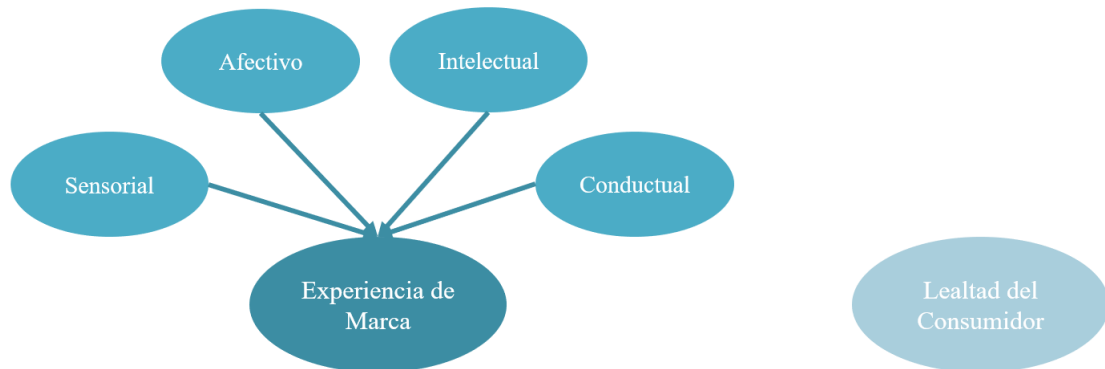 Afectivo
Intelectual
Sensorial
Conductual
Experiencia de
Marca
Lealtad del
Consumidor